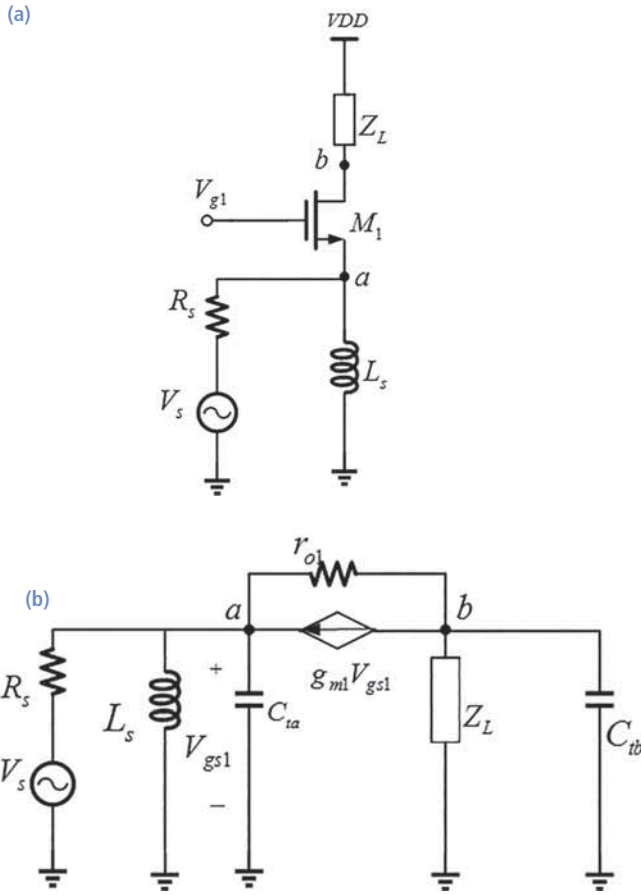 (a)
VDD
Z_L
b
V_g1
M_1
a
R_s
V_s
L_s
(b)
r_o1
a
b
R_s
L_s
+
V_gs1
−
C_ta
g_m1V_gs1
Z_L
C_tb
V_s